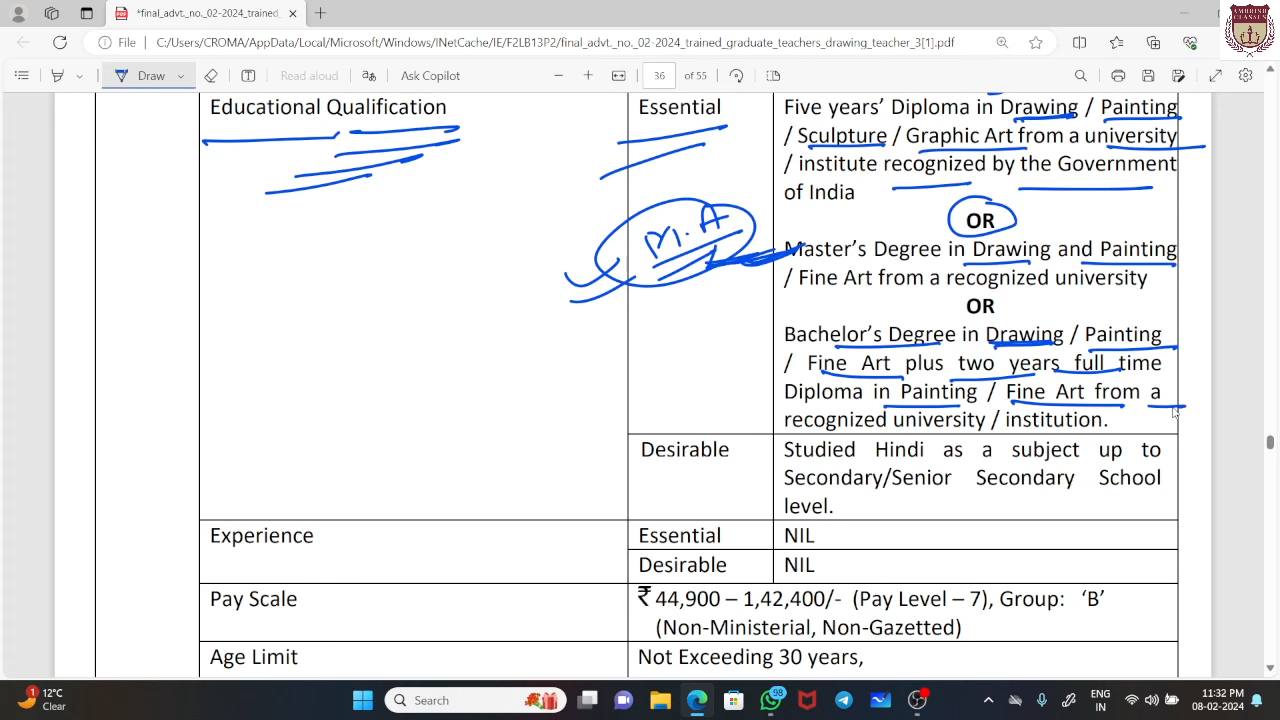 *final_advt._no._02-2024_trained_
AMBRISH
CLASSES
File
C:/Users/CROMA/AppData/Local/Microsoft/Windows/INetCache/IE/F2LB13P2/final_advt._no._02-2024_trained_graduate_teachers_drawing_teacher_3[1].pdf
Draw
Read aloud
Ask Copilot
36
of 55
Educational Qualification
Essential
Five years’ Diploma in Drawing / Painting
/ Sculpture / Graphic Art from a university
/ institute recognized by the Government
of India
OR
M.A
Master’s Degree in Drawing and Painting
/ Fine Art from a recognized university
OR
Bachelor’s Degree in Drawing / Painting
/ Fine Art plus two years full time
Diploma in Painting / Fine Art from a
recognized university / institution.
Desirable
Studied Hindi as a subject up to
Secondary/Senior Secondary School
level.
Experience
Essential
NIL
Desirable
NIL
Pay Scale
₹ 44,900 – 1,42,400/- (Pay Level – 7), Group: ‘B’
(Non-Ministerial, Non-Gazetted)
Age Limit
Not Exceeding 30 years,
1
12°C
Clear
Search
98
ENG
IN
11:32 PM
08-02-2024